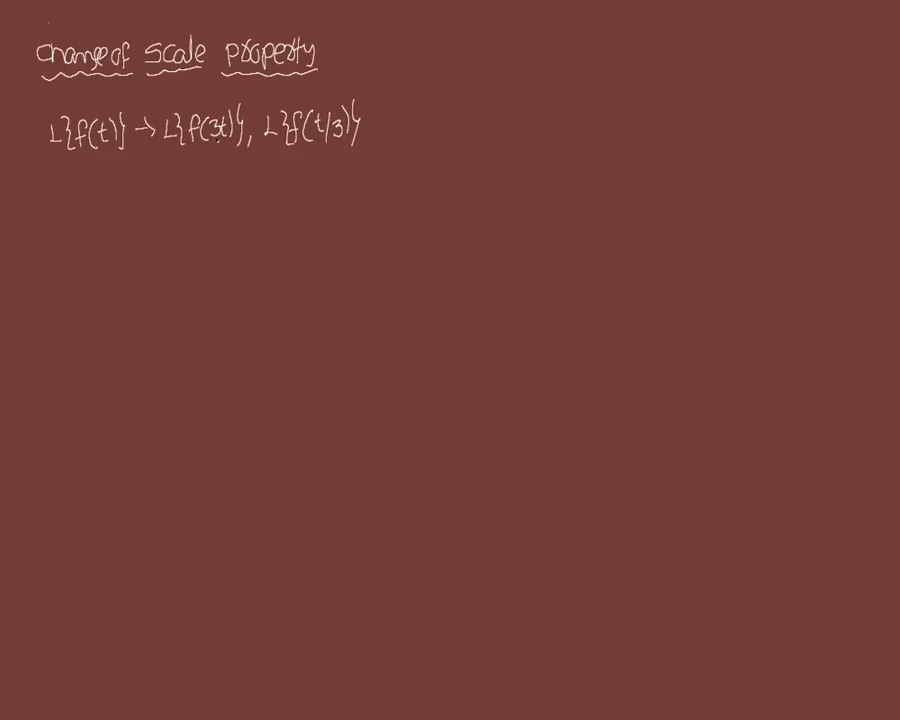 change of scale property
L{f(t)} → L{f(3t)}, L{f(t/3)}